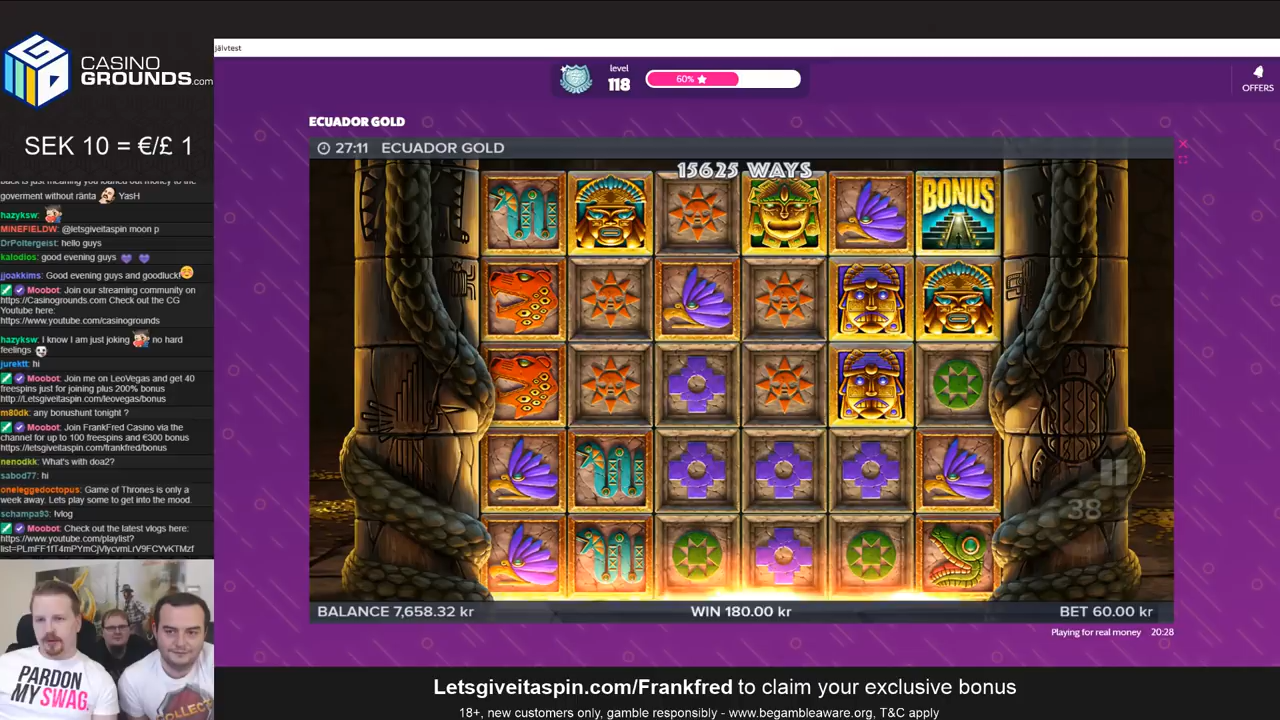 CASINO
GROUNDS.com
SEK 10 = €/£ 1
goverment without ränta YasH
hazyksw:
MINEFIELDW: @letsgiveitaspin moon p
DrPoltergeist: hello guys
kalodios: good evening guys
jjoakkims: Good evening guys and goodluck!
Moobot: Join our streaming community on
https://Casinogrounds.com Check out the CG
Youtube here:
https://www.youtube.com/casinogrounds
hazyksw: I know I am just joking no hard
feelings
jurektt: hi
Moobot: Join me on LeoVegas and get 40
freespins just for joining plus 200% bonus
http://Letsgiveitaspin.com/leovegas/bonus
m80dk: any bonushunt tonight ?
Moobot: Join FrankFred Casino via the
channel for up to 100 freespins and €300 bonus
https://letsgiveitaspin.com/frankfred/bonus
nenodkk: What's with doa2?
sabod77: hi
oneleggedoctopus: Game of Thrones is only a
week away. Lets play some to get into the mood.
schampa93: !vlog
Moobot: Check out the latest vlogs here:
https://www.youtube.com/playlist?
PARDON
MY SWAG.
COLLECT
jälvtest
level
118
60%
OFFERS
ECUADOR GOLD
27:11 ECUADOR GOLD
15625 WAYS
BONUS
38
BALANCE 7,658.32 kr
WIN 180.00 kr
BET 60.00 kr
Playing for real money 20:28
Letsgiveitaspin.com/Frankfred to claim your exclusive bonus
18+, new customers only, gamble responsibly - www.begambleaware.org, T&C apply